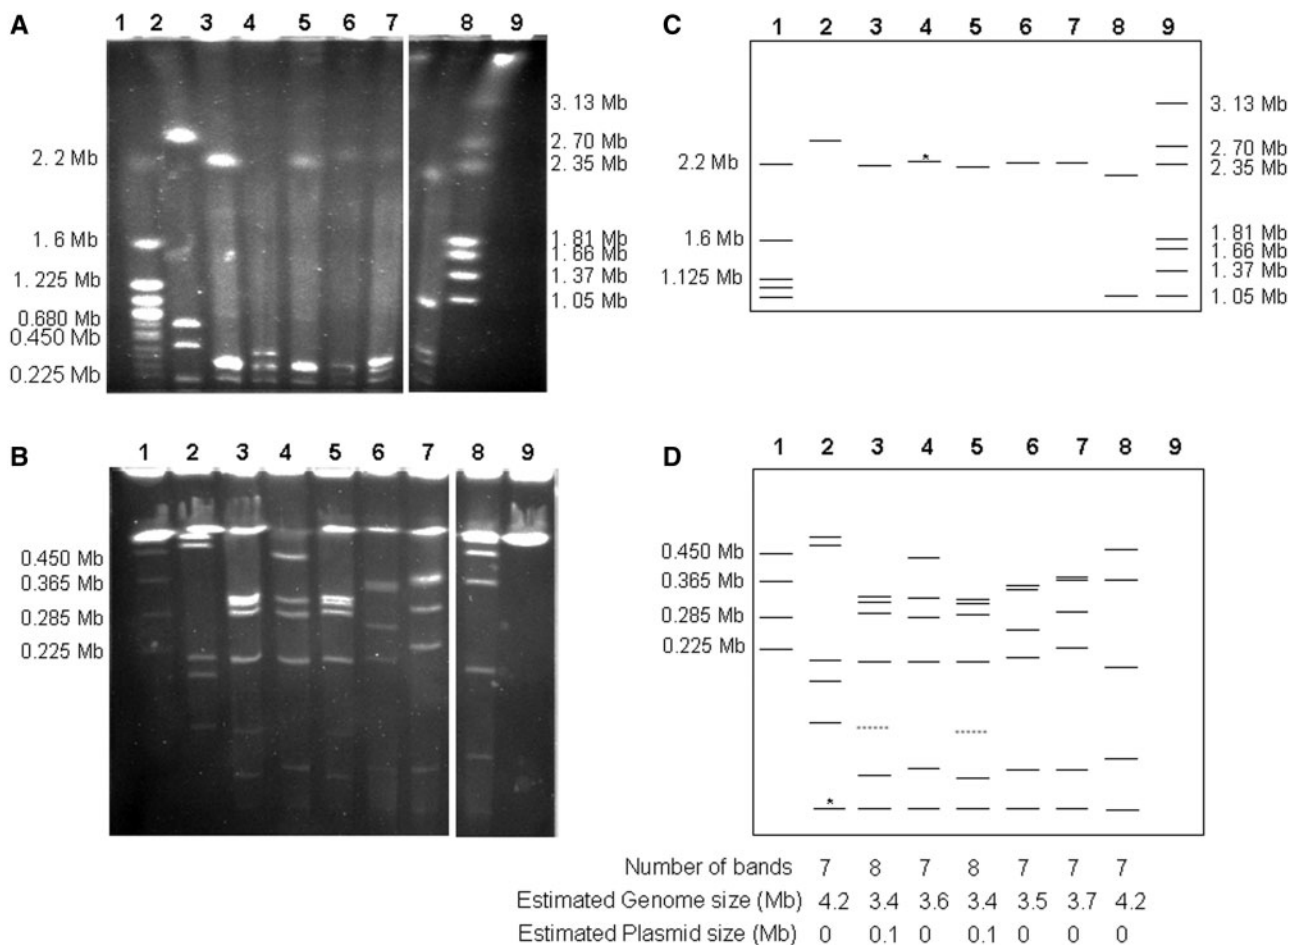 A
1 2 3 4 5 6 7 8 9
2.2 Mb
1.6 Mb
1.225 Mb
0.680 Mb
0.450 Mb
0.225 Mb
3.13 Mb
2.70 Mb
2.35 Mb
1.81 Mb
1.66 Mb
1.37 Mb
1.05 Mb
C
1 2 3 4 5 6 7 8 9
*
2.2 Mb
1.6 Mb
1.125 Mb
3.13 Mb
2.70 Mb
2.35 Mb
1.81 Mb
1.66 Mb
1.37 Mb
1.05 Mb
B
1 2 3 4 5 6 7 8 9
0.450 Mb
0.365 Mb
0.285 Mb
0.225 Mb
D
1 2 3 4 5 6 7 8 9
0.450 Mb
0.365 Mb
0.285 Mb
0.225 Mb
*
Number of bands 7 8 7 8 7 7 7
Estimated Genome size (Mb) 4.2 3.4 3.6 3.4 3.5 3.7 4.2
Estimated Plasmid size (Mb) 0 0.1 0 0.1 0 0 0